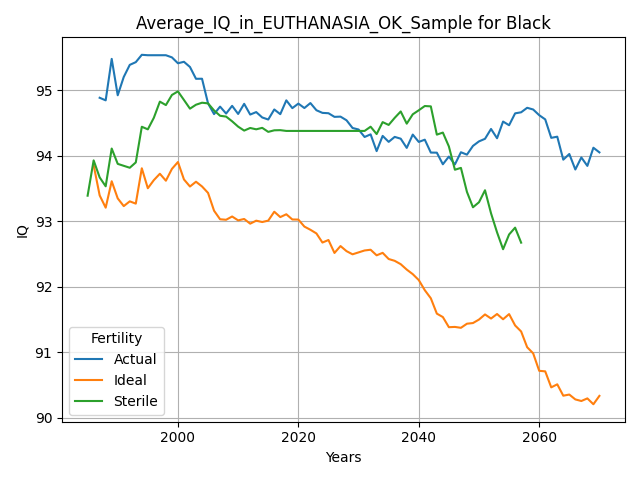 Average_IQ_in_EUTHANASIA_OK_Sample for Black
95
94
93
92
91
90
IQ
Fertility
Actual
Ideal
Sterile
2000 2020 2040 2060
Years